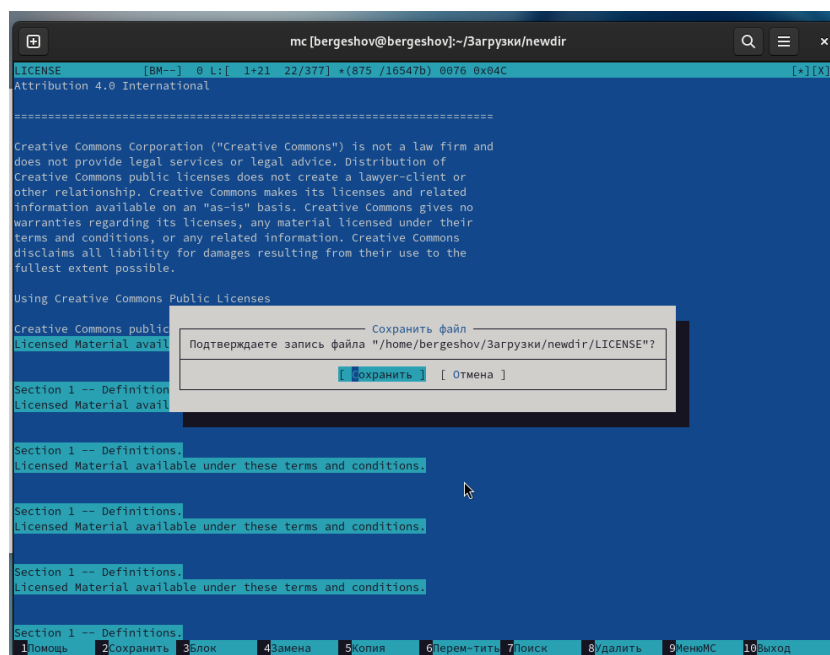 mc [bergeshov@bergeshov]:~/Загрузки/newdir
LICENSE [BM--] 0 L:[ 1+21 22/377] *(875 /16547b) 0076 0x04C [*][X]
Attribution 4.0 International
=======================================================================
Creative Commons Corporation ("Creative Commons") is not a law firm and
does not provide legal services or legal advice. Distribution of
Creative Commons public licenses does not create a lawyer-client or
other relationship. Creative Commons makes its licenses and related
information available on an "as-is" basis. Creative Commons gives no
warranties regarding its licenses, any material licensed under their
terms and conditions, or any related information. Creative Commons
disclaims all liability for damages resulting from their use to the
fullest extent possible.
Using Creative Commons Public Licenses
Creative Commons public
Licensed Material avail
Сохранить файл
Подтверждаете запись файла "/home/bergeshov/Загрузки/newdir/LICENSE"?
[ Сохранить ] [ Отмена ]
Section 1 -- Definition
Licensed Material avail
Section 1 -- Definitions.
Licensed Material available under these terms and conditions.
Section 1 -- Definitions.
Licensed Material available under these terms and conditions.
Section 1 -- Definitions.
Licensed Material available under these terms and conditions.
Section 1 -- Definitions.
1Помощь 2Сохранить 3Блок 4Замена 5Копия 6Перем~тить 7Поиск 8Удалить 9МенюMC 10Выход